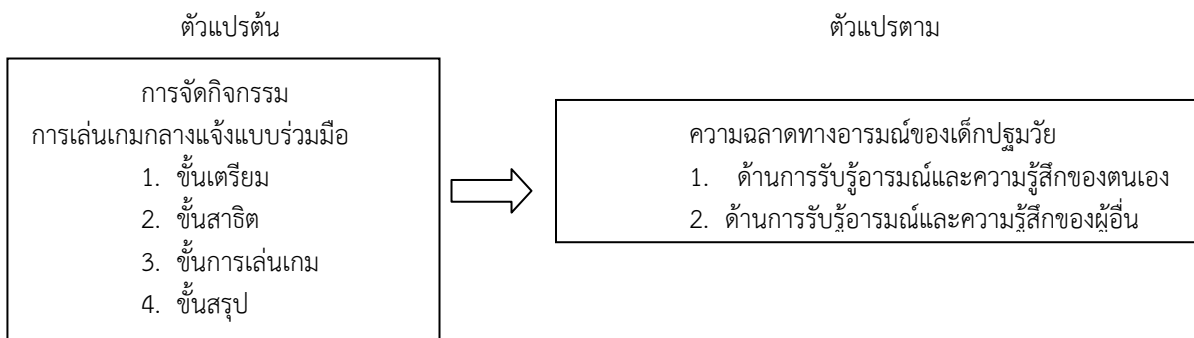 ตัวแปรต้น
ตัวแปรตาม
การจัดกิจกรรม
การเล่นเกมกลางแจ้งแบบร่วมมือ
1. ขั้นเตรียม
2. ขั้นสาธิต
3. ขั้นการเล่นเกม
4. ขั้นสรุป
ความฉลาดทางอารมณ์ของเด็กปฐมวัย
1. ด้านการรับรู้อารมณ์และความรู้สึกของตนเอง
2. ด้านการรับรู้อารมณ์และความรู้สึกของผู้อื่น